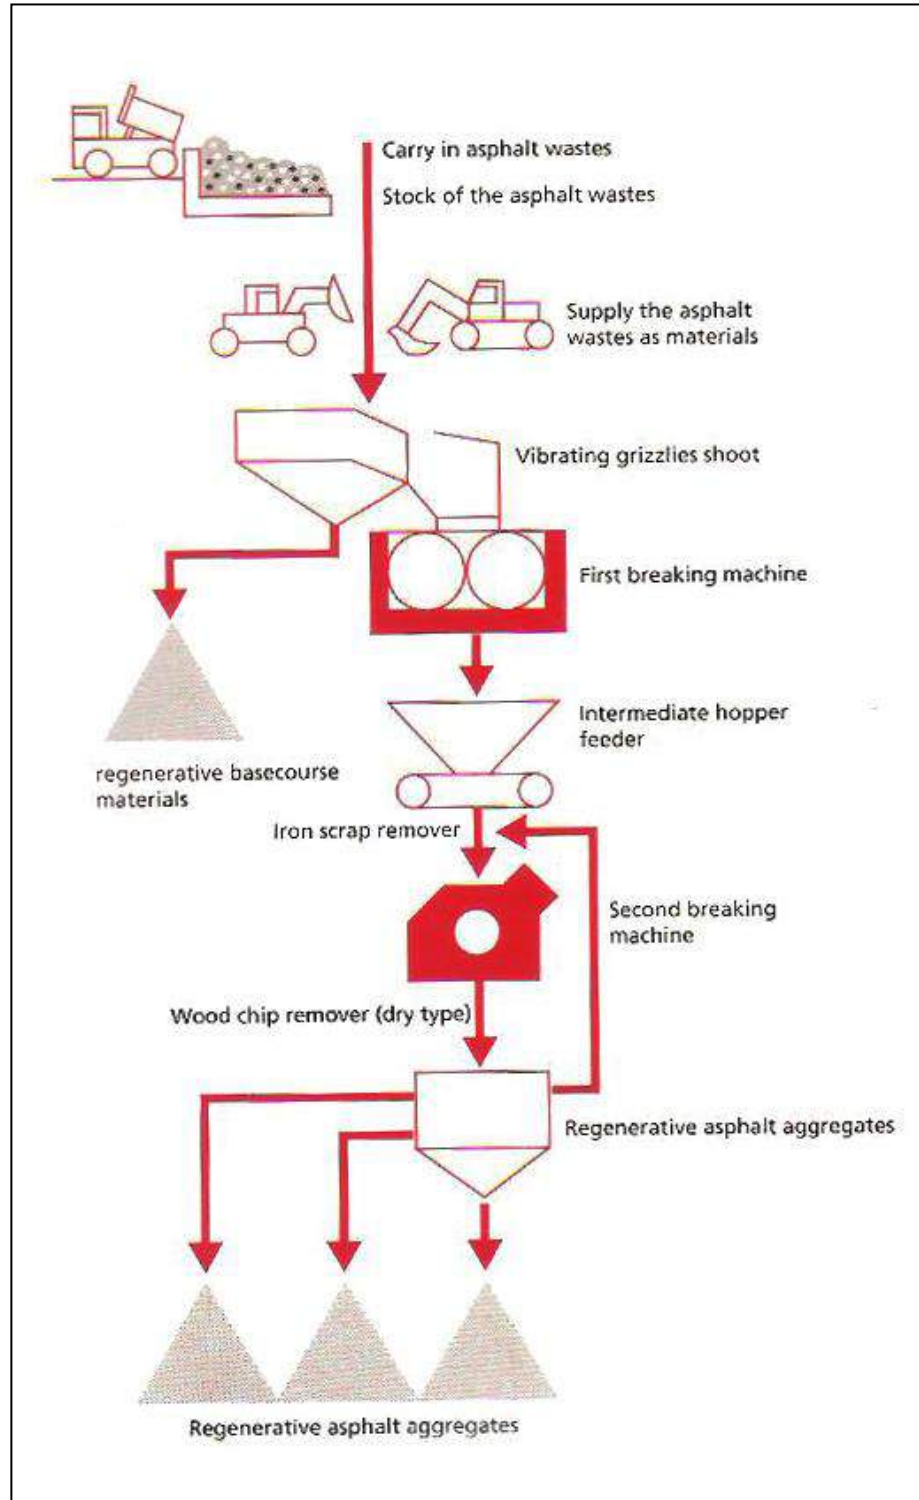 Carry in asphalt wastes
Stock of the asphalt wastes
Supply the asphalt
wastes as materials
Vibrating grizzlies shoot
First breaking machine
Intermediate hopper
feeder
regenerative basecourse
materials
Iron scrap remover
Second breaking
machine
Wood chip remover (dry type)
Regenerative asphalt aggregates
Regenerative asphalt aggregates